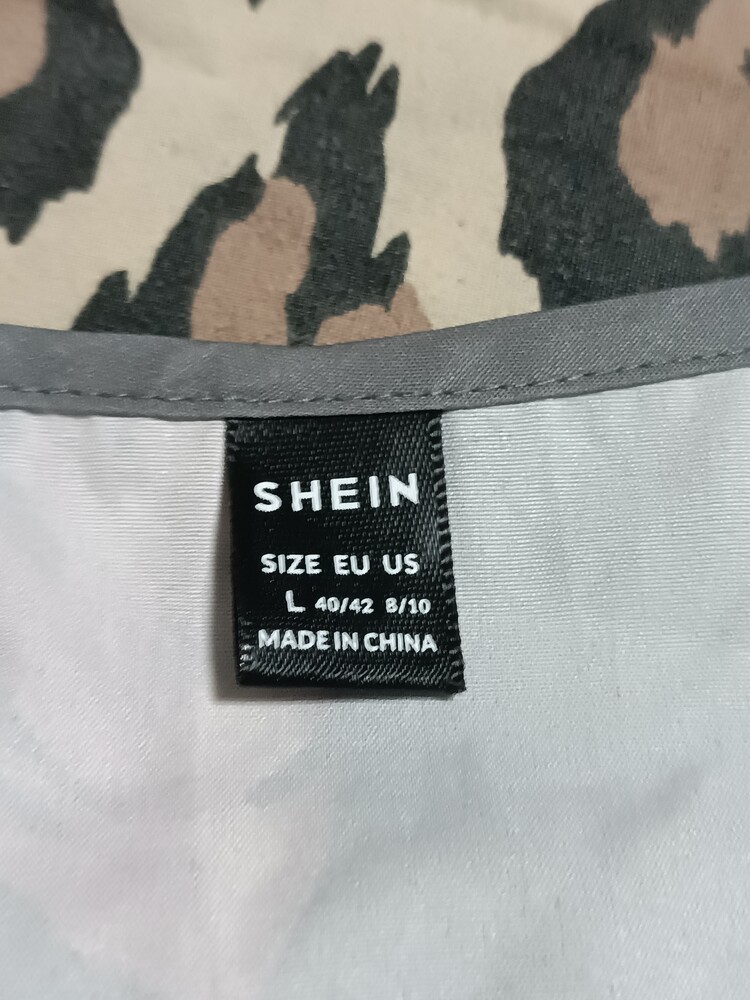 SHEIN
SIZE EU US
L 40/42 8/10
MADE IN CHINA